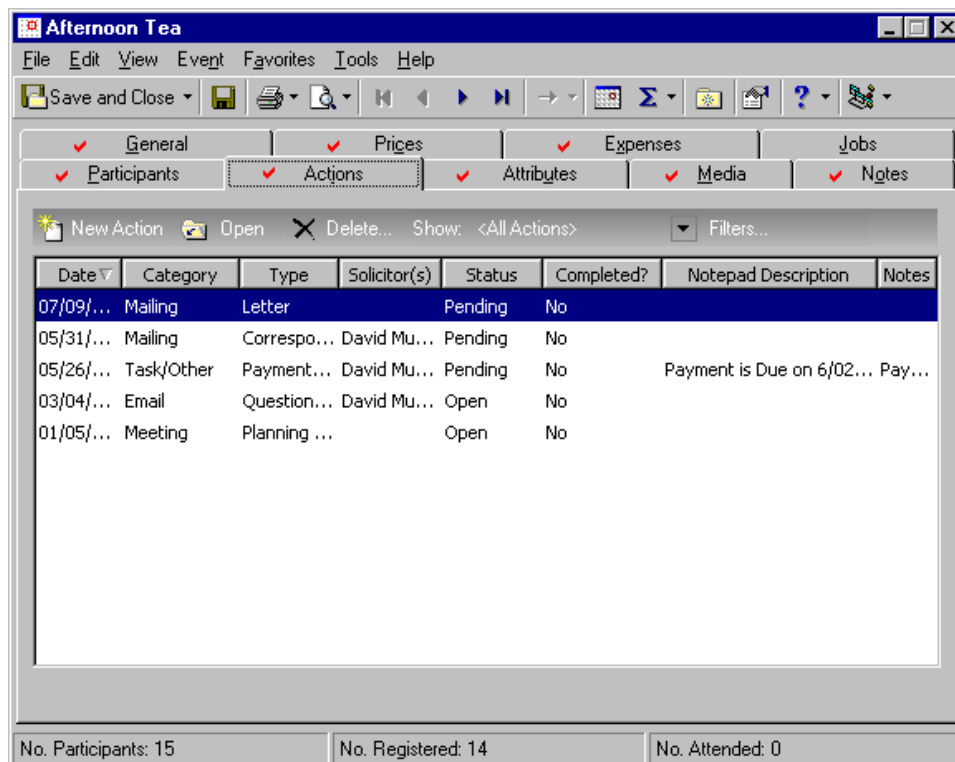 Afternoon Tea
File Edit View Event Favorites Tools Help
Save and Close
General Prices Expenses Jobs
Participants Actions Attributes Media Notes
New Action Open Delete... Show: <All Actions> Filters...
Date Category Type Solicitor(s) Status Completed? Notepad Description Notes
07/09/... Mailing Letter Pending No
05/31/... Mailing Correspo... David Mu... Pending No
05/26/... Task/Other Payment... David Mu... Pending No Payment is Due on 6/02... Pay...
03/04/... Email Question... David Mu... Open No
01/05/... Meeting Planning ... Open No
No. Participants: 15 No. Registered: 14 No. Attended: 0